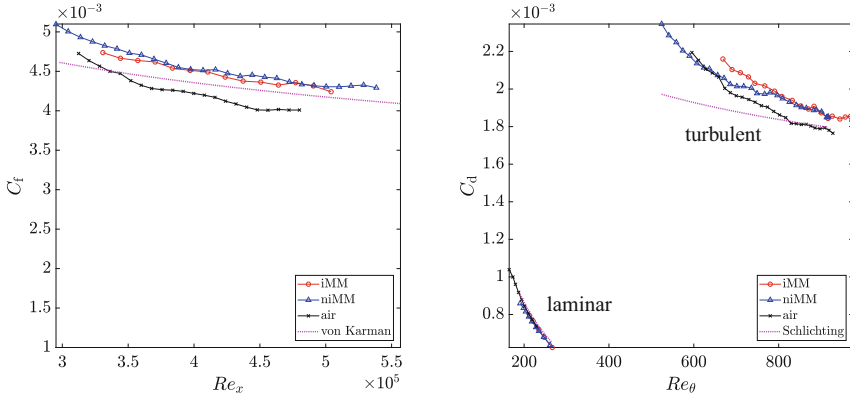 ×10⁻³
5
4.5
4
3.5
3
2.5
2
1.5
1
C_f
3
3.5
4
4.5
5
5.5
×10⁵
Re_x
iMM
niMM
air
von Karman
×10⁻³
2.2
2
1.8
1.6
1.4
1.2
1
0.8
C_d
200
400
600
800
Re_θ
turbulent
laminar
iMM
niMM
air
Schlichting